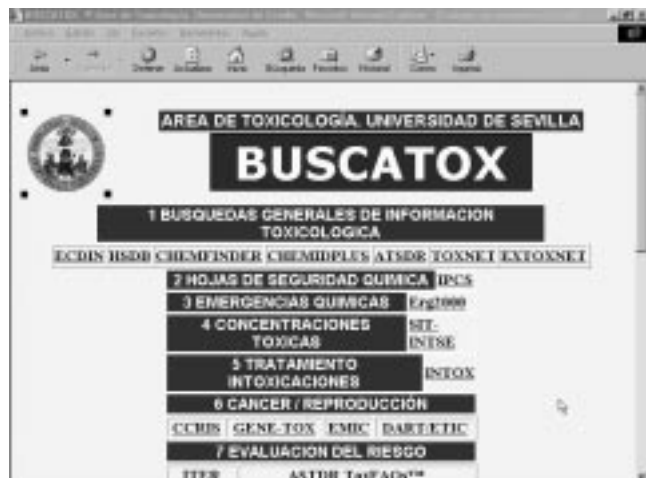 AREA DE TOXICOLOGÍA. UNIVERSIDAD DE SEVILLA
BUSCATOX
1 BUSQUEDAS GENERALES DE INFORMACION
TOXICOLOGICA
ECDIN HSDB CHEMFINDER CHEMIDPLUS ATSDR TOXNET EXTOXNET
2 HOJAS DE SEGURIDAD QUIMICA IPCS
3 EMERGENCIAS QUIMICAS Erg2000
4 CONCENTRACIONES
TOXICAS
SIT-
INTSE
5 TRATAMIENTO
INTOXICACIONES
INTOX
6 CANCER / REPRODUCCIÓN
CCRIS GENE-TOX EMIC DART/ETIC
7 EVALUACION DEL RIESGO
ITER ASTDR ToxFAQs™